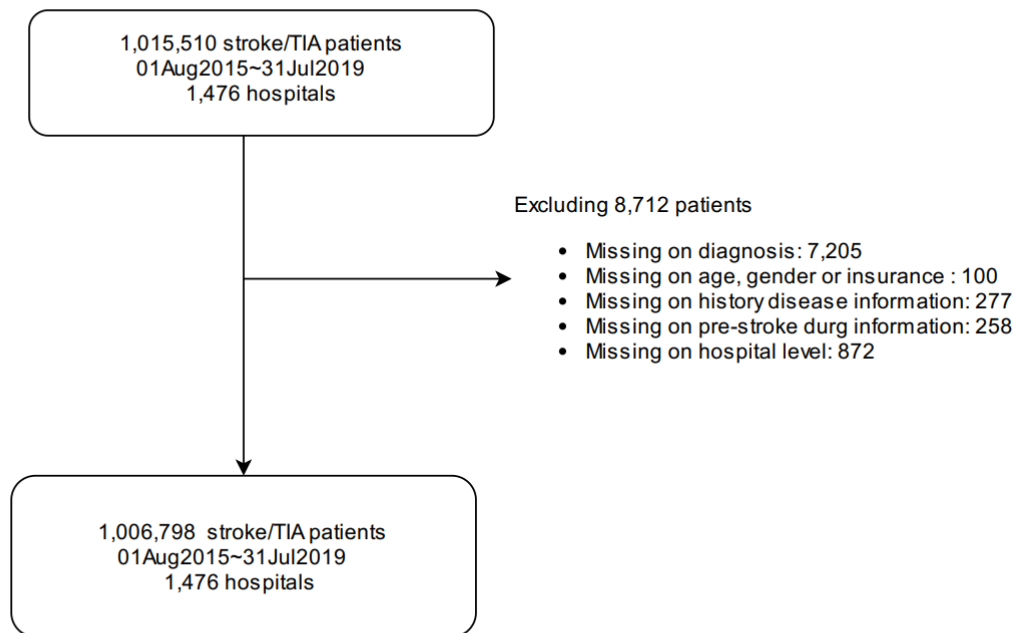 1,015,510 stroke/TIA patients
01Aug2015~31Jul2019
1,476 hospitals
Excluding 8,712 patients
• Missing on diagnosis: 7,205
• Missing on age, gender or insurance : 100
• Missing on history disease information: 277
• Missing on pre-stroke durg information: 258
• Missing on hospital level: 872
1,006,798 stroke/TIA patients
01Aug2015~31Jul2019
1,476 hospitals